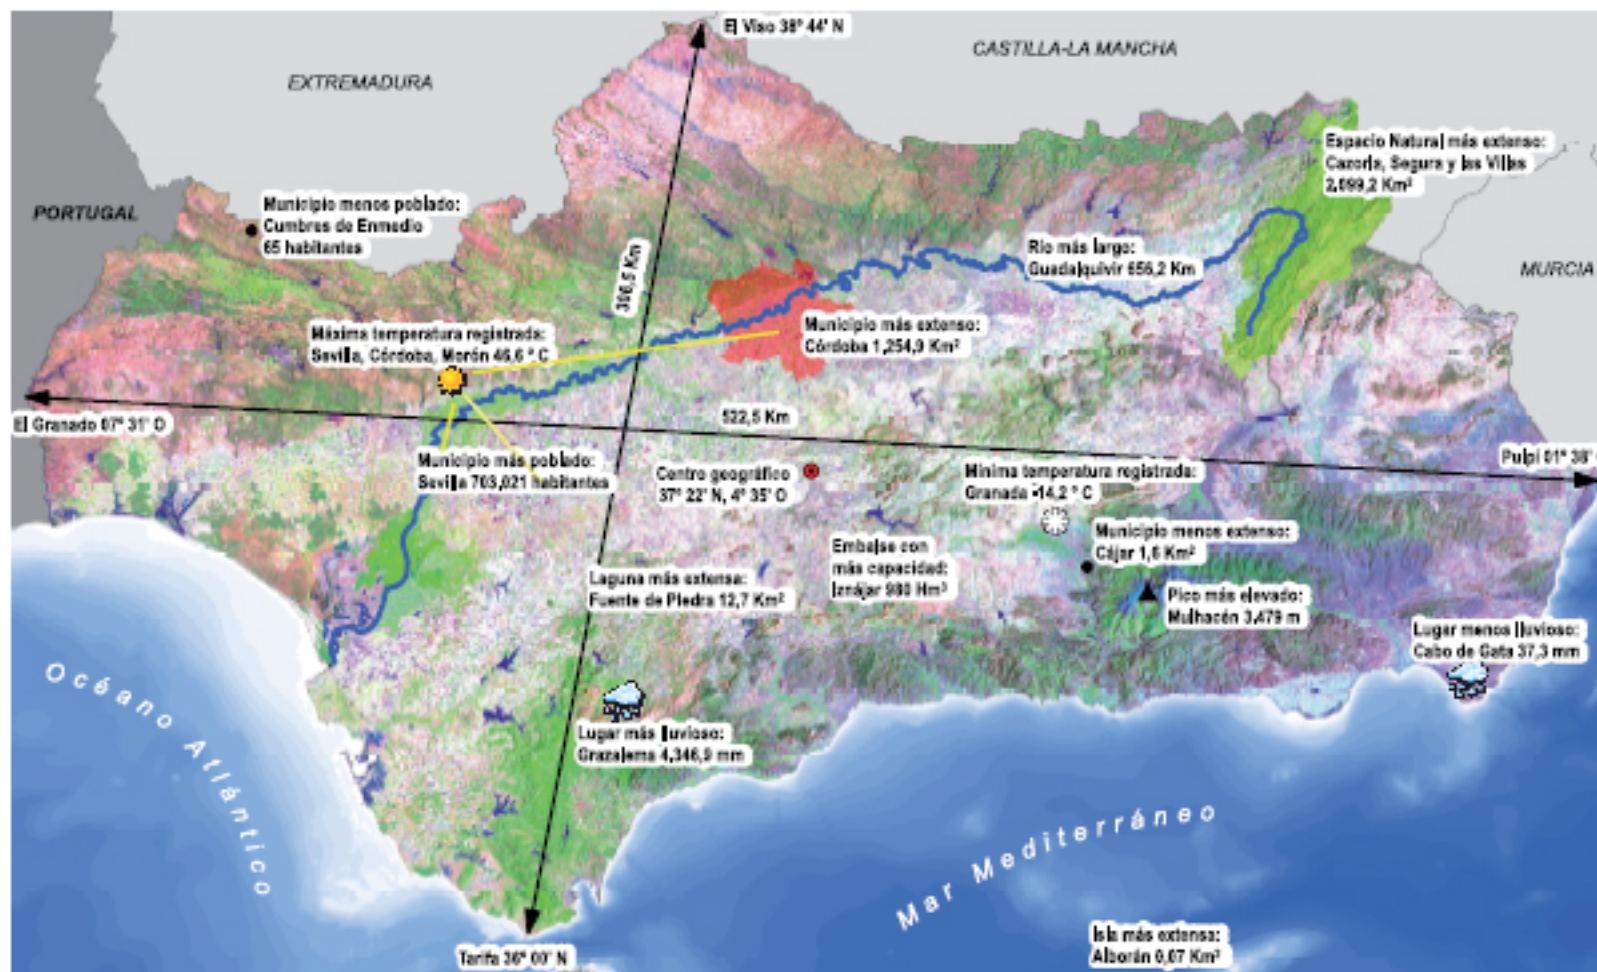 El Viso 38º 44' N
CASTILLA-LA MANCHA
EXTREMADURA
Espacio Natural más extenso:
Cazorla, Segura y las Villas
2.099,2 Km²
PORTUGAL
Municipio menos poblado:
Cumbres de Enmedio
65 habitantes
396,5 Km
Río más largo:
Guadalquivir 656,2 Km
MURCIA
Máxima temperatura registrada:
Sevilla, Córdoba, Morón 46,6 º C
Municipio más extenso:
Córdoba 1,254,9 Km²
El Granado 07º 31' O
522,5 Km
Pulpí 01º 38'
Municipio más poblado:
Sevilla 703,021 habitantes
Centro geográfico
37º 22' N, 4º 35' O
Mínima temperatura registrada:
Granada -14,2 º C
Municipio menos extenso:
Cájar 1,6 Km²
Embalse con
más capacidad:
Iznájar 980 Hm³
Laguna más extensa:
Fuente de Piedra 12,7 Km²
Pico más elevado:
Mulhacén 3,479 m
Lugar menos lluvioso:
Cabo de Gata 37,3 mm
Océano Atlántico
Lugar más lluvioso:
Grazalema 4,346,9 mm
Mar Mediterráneo
Tarifa 36º 00' N
Isla más extensa:
Alborán 0,07 Km²